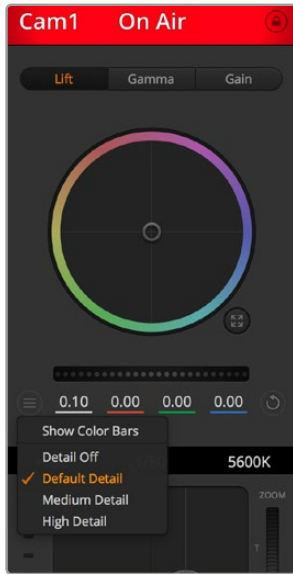 Cam1 On Air
Lift Gamma Gain
0.10 0.00 0.00 0.00
Show Color Bars
Detail Off
5600K
✓ Default Detail
Medium Detail
ZOOM
High Detail
T